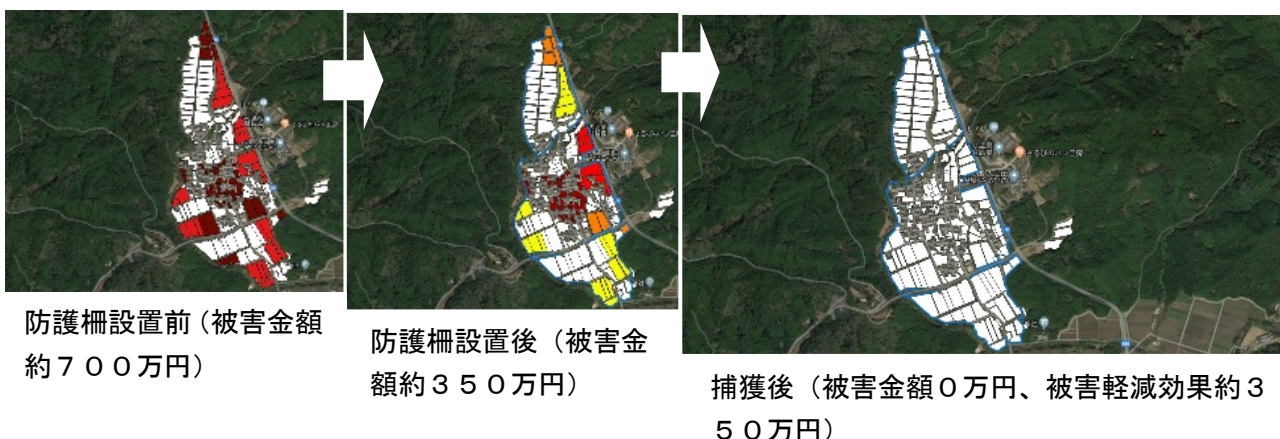 防護柵設置前（被害金額
約７００万円）
防護柵設置後（被害金
額約３５０万円）
捕獲後（被害金額０万円、被害軽減効果約３
５０万円）